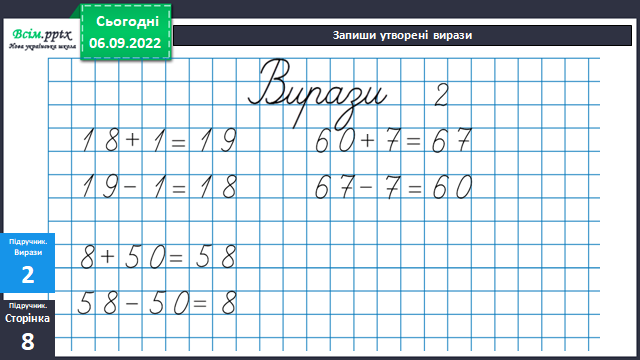 Всім.pptx
Нова українська школа
Сьогодні
06.09.2022
Запиши утворені вирази
Вирази 2
18+1=19
19-1=18
60+7=67
67-7=60
8+50=58
58-50=8
Підручник.
Вирази
2
Підручник.
Сторінка
8